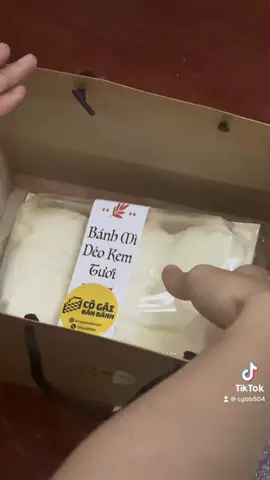 Bánh Mì
Dẻo Kem
Tươi
CÔ GÁI
BÁN BÁNH
TikTok
@cgbb504